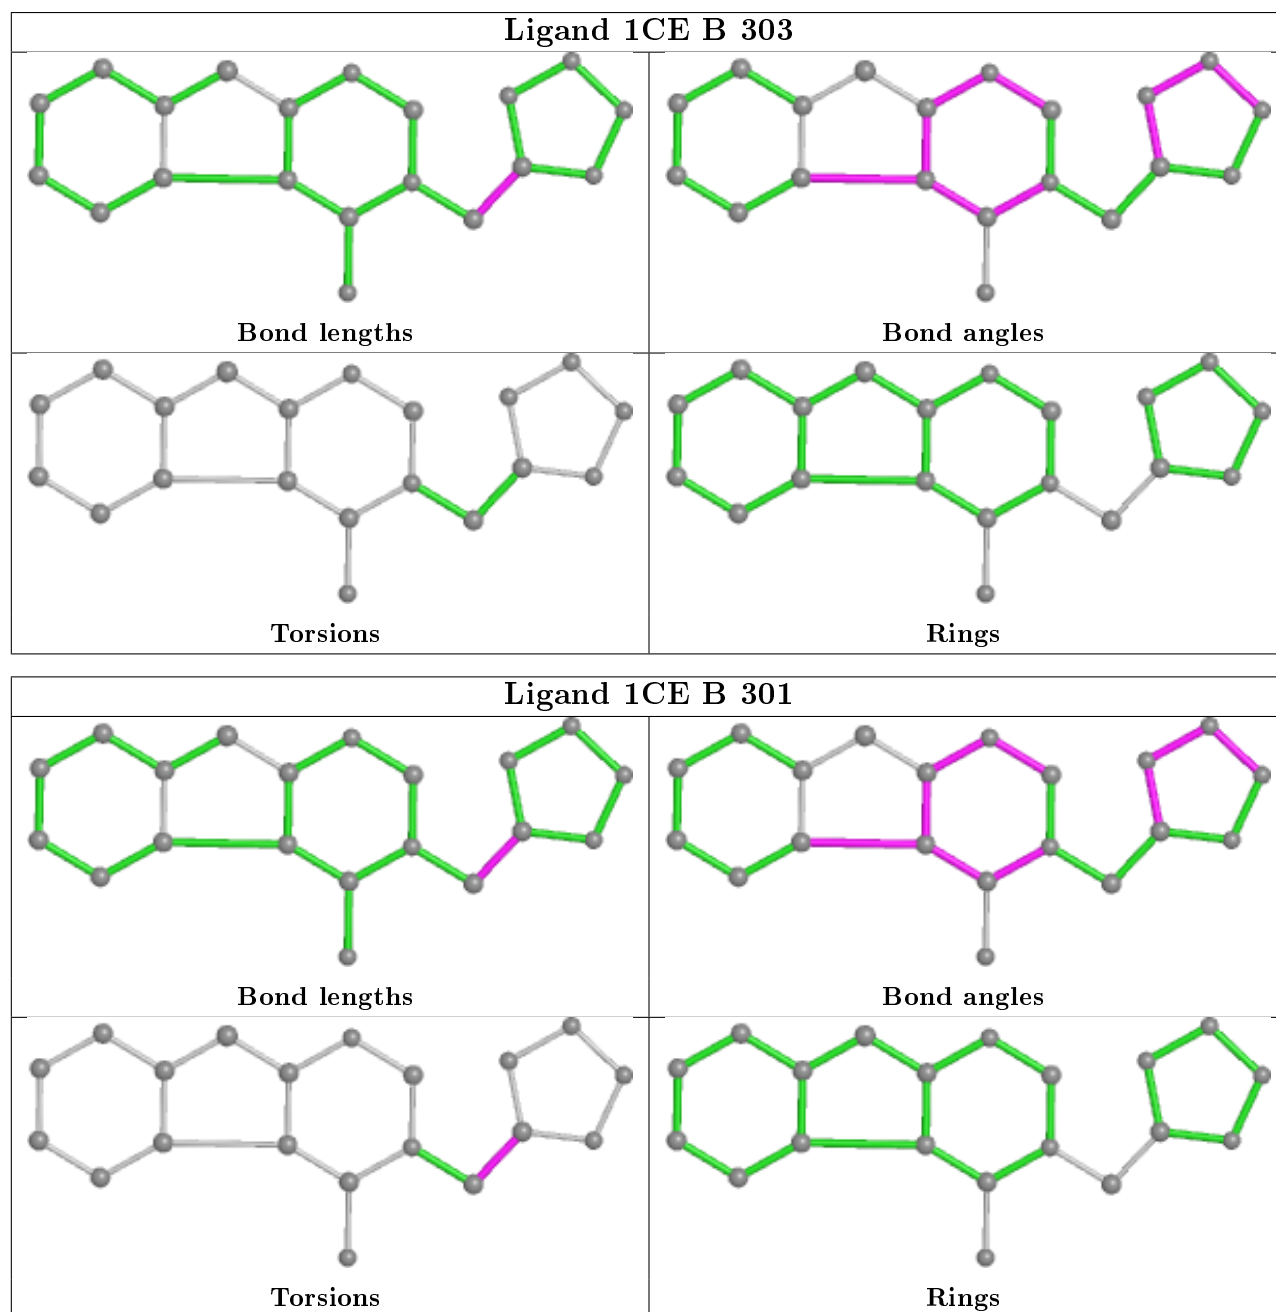 Ligand 1CE B 303
Bond lengths
Bond angles
Torsions
Rings
Ligand 1CE B 301
Bond lengths
Bond angles
Torsions
Rings